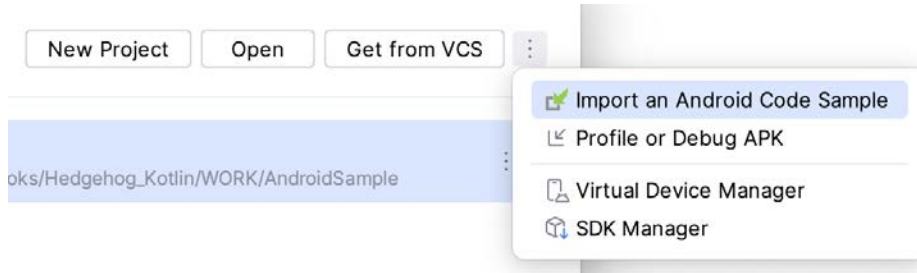 New Project Open Get from VCS
Import an Android Code Sample
Profile or Debug APK
oks/Hedgehog_Kotlin/WORK/AndroidSample
Virtual Device Manager
SDK Manager